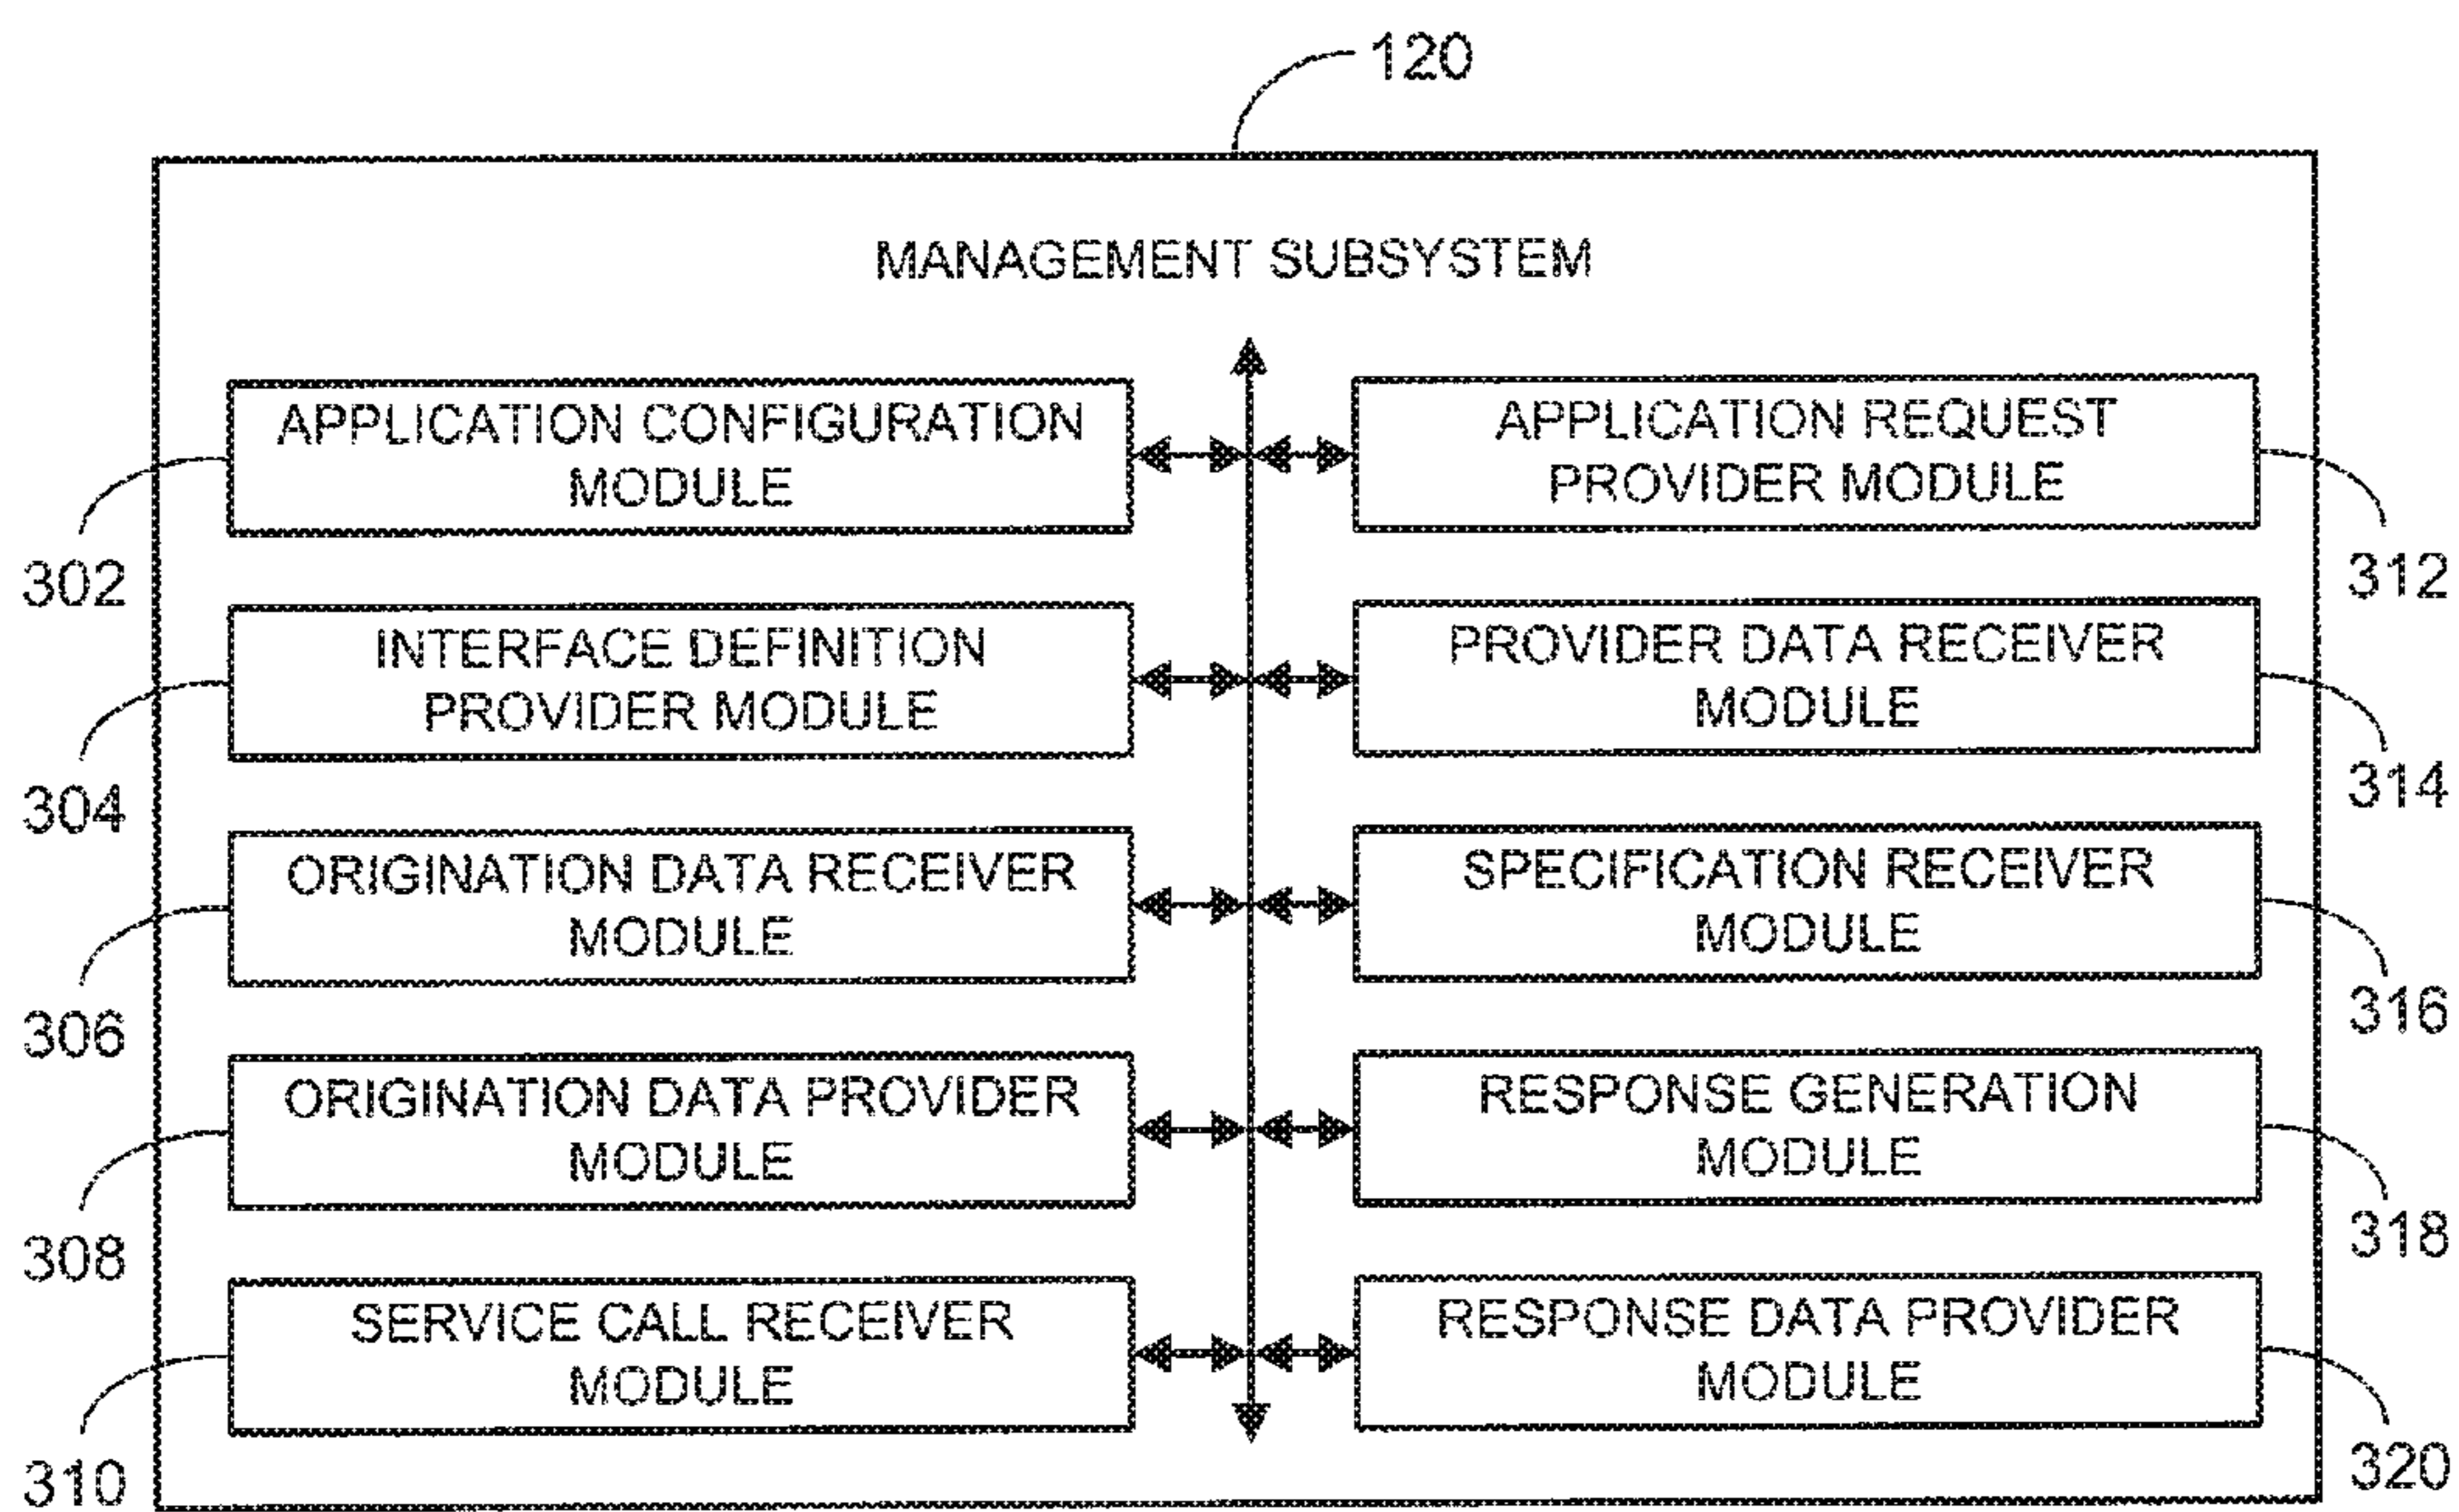 120
MANAGEMENT SUBSYSTEM
APPLICATION CONFIGURATION
MODULE
302
INTERFACE DEFINITION
PROVIDER MODULE
304
ORIGINATION DATA RECEIVER
MODULE
306
ORIGINATION DATA PROVIDER
MODULE
308
SERVICE CALL RECEIVER
MODULE
310
APPLICATION REQUEST
PROVIDER MODULE
312
PROVIDER DATA RECEIVER
MODULE
314
SPECIFICATION RECEIVER
MODULE
316
RESPONSE GENERATION
MODULE
318
RESPONSE DATA PROVIDER
MODULE
320